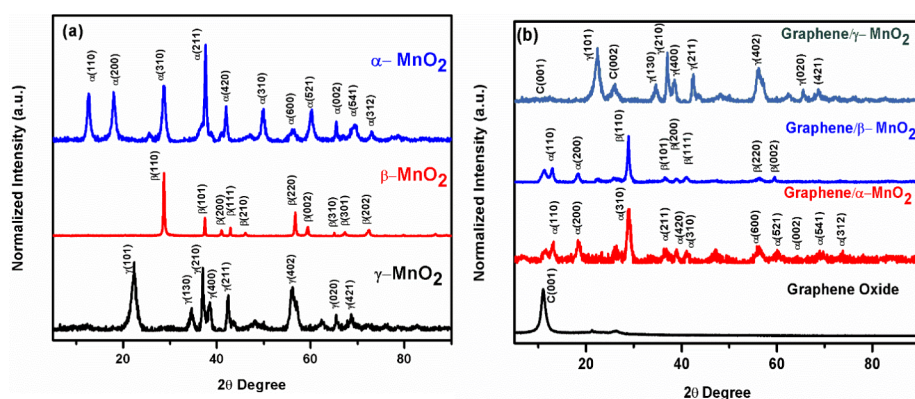 (a)
α(110)
α(200)
α(310)
α(211)
α(420)
α(310)
α(600)
α(521)
α(002)
α(541)
α(312)
α– MnO2
β(110)
β(101)
β(200)
β(111)
β(210)
β(220)
β(002)
β(310)
β(301)
β(202)
β–MnO2
γ(101)
γ(130)
γ(210)
γ(400)
γ(211)
γ(402)
γ(020)
γ(421)
γ–MnO2
Normalized Intensity (a.u.)
20
40
60
80
2θ Degree
(b)
Graphene/γ– MnO2
C(001)
γ(101)
C(002)
γ(130)
γ(210)
γ(400)
γ(211)
γ(402)
γ(020)
γ(421)
Graphene/β– MnO2
α(110)
α(200)
β(110)
β(101)
β(200)
β(111)
β(220)
β(002)
Graphene/α–MnO2
α(110)
α(200)
α(310)
α(211)
α(420)
α(310)
α(600)
α(521)
α(002)
α(541)
α(312)
Graphene Oxide
C(001)
Normalized Intensity (a.u.)
20
40
60
80
2θ Degree